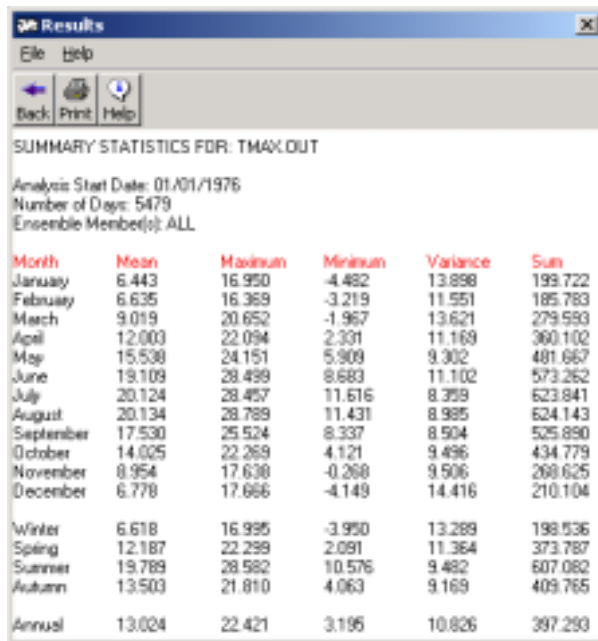 Results
File Help
Back Print Help
SUMMARY STATISTICS FOR: TMAX.OUT
Analysis Start Date: 01/01/1976
Number of Days: 5479
Ensemble Member(s): ALL
Month Mean Maximum Minimum Variance Sum
January 6.443 16.950 -4.482 13.898 199.722
February 6.635 16.369 -3.219 11.551 185.783
March 9.019 20.652 -1.967 13.621 279.593
April 12.003 22.094 2.331 11.169 360.102
May 15.538 24.151 5.909 9.302 481.667
June 19.109 28.499 8.683 11.102 573.262
July 20.124 28.457 11.616 8.359 623.841
August 20.134 28.789 11.431 8.985 624.143
September 17.530 25.524 8.337 8.504 525.890
October 14.025 22.269 4.121 9.496 434.779
November 8.954 17.638 -0.268 9.506 268.625
December 6.778 17.666 -4.149 14.416 210.104
Winter 6.618 16.995 -3.950 13.289 198.536
Spring 12.187 22.299 2.091 11.364 373.787
Summer 19.789 28.582 10.576 9.482 607.082
Autumn 13.503 21.810 4.063 9.169 409.765
Annual 13.024 22.421 3.195 10.826 397.293